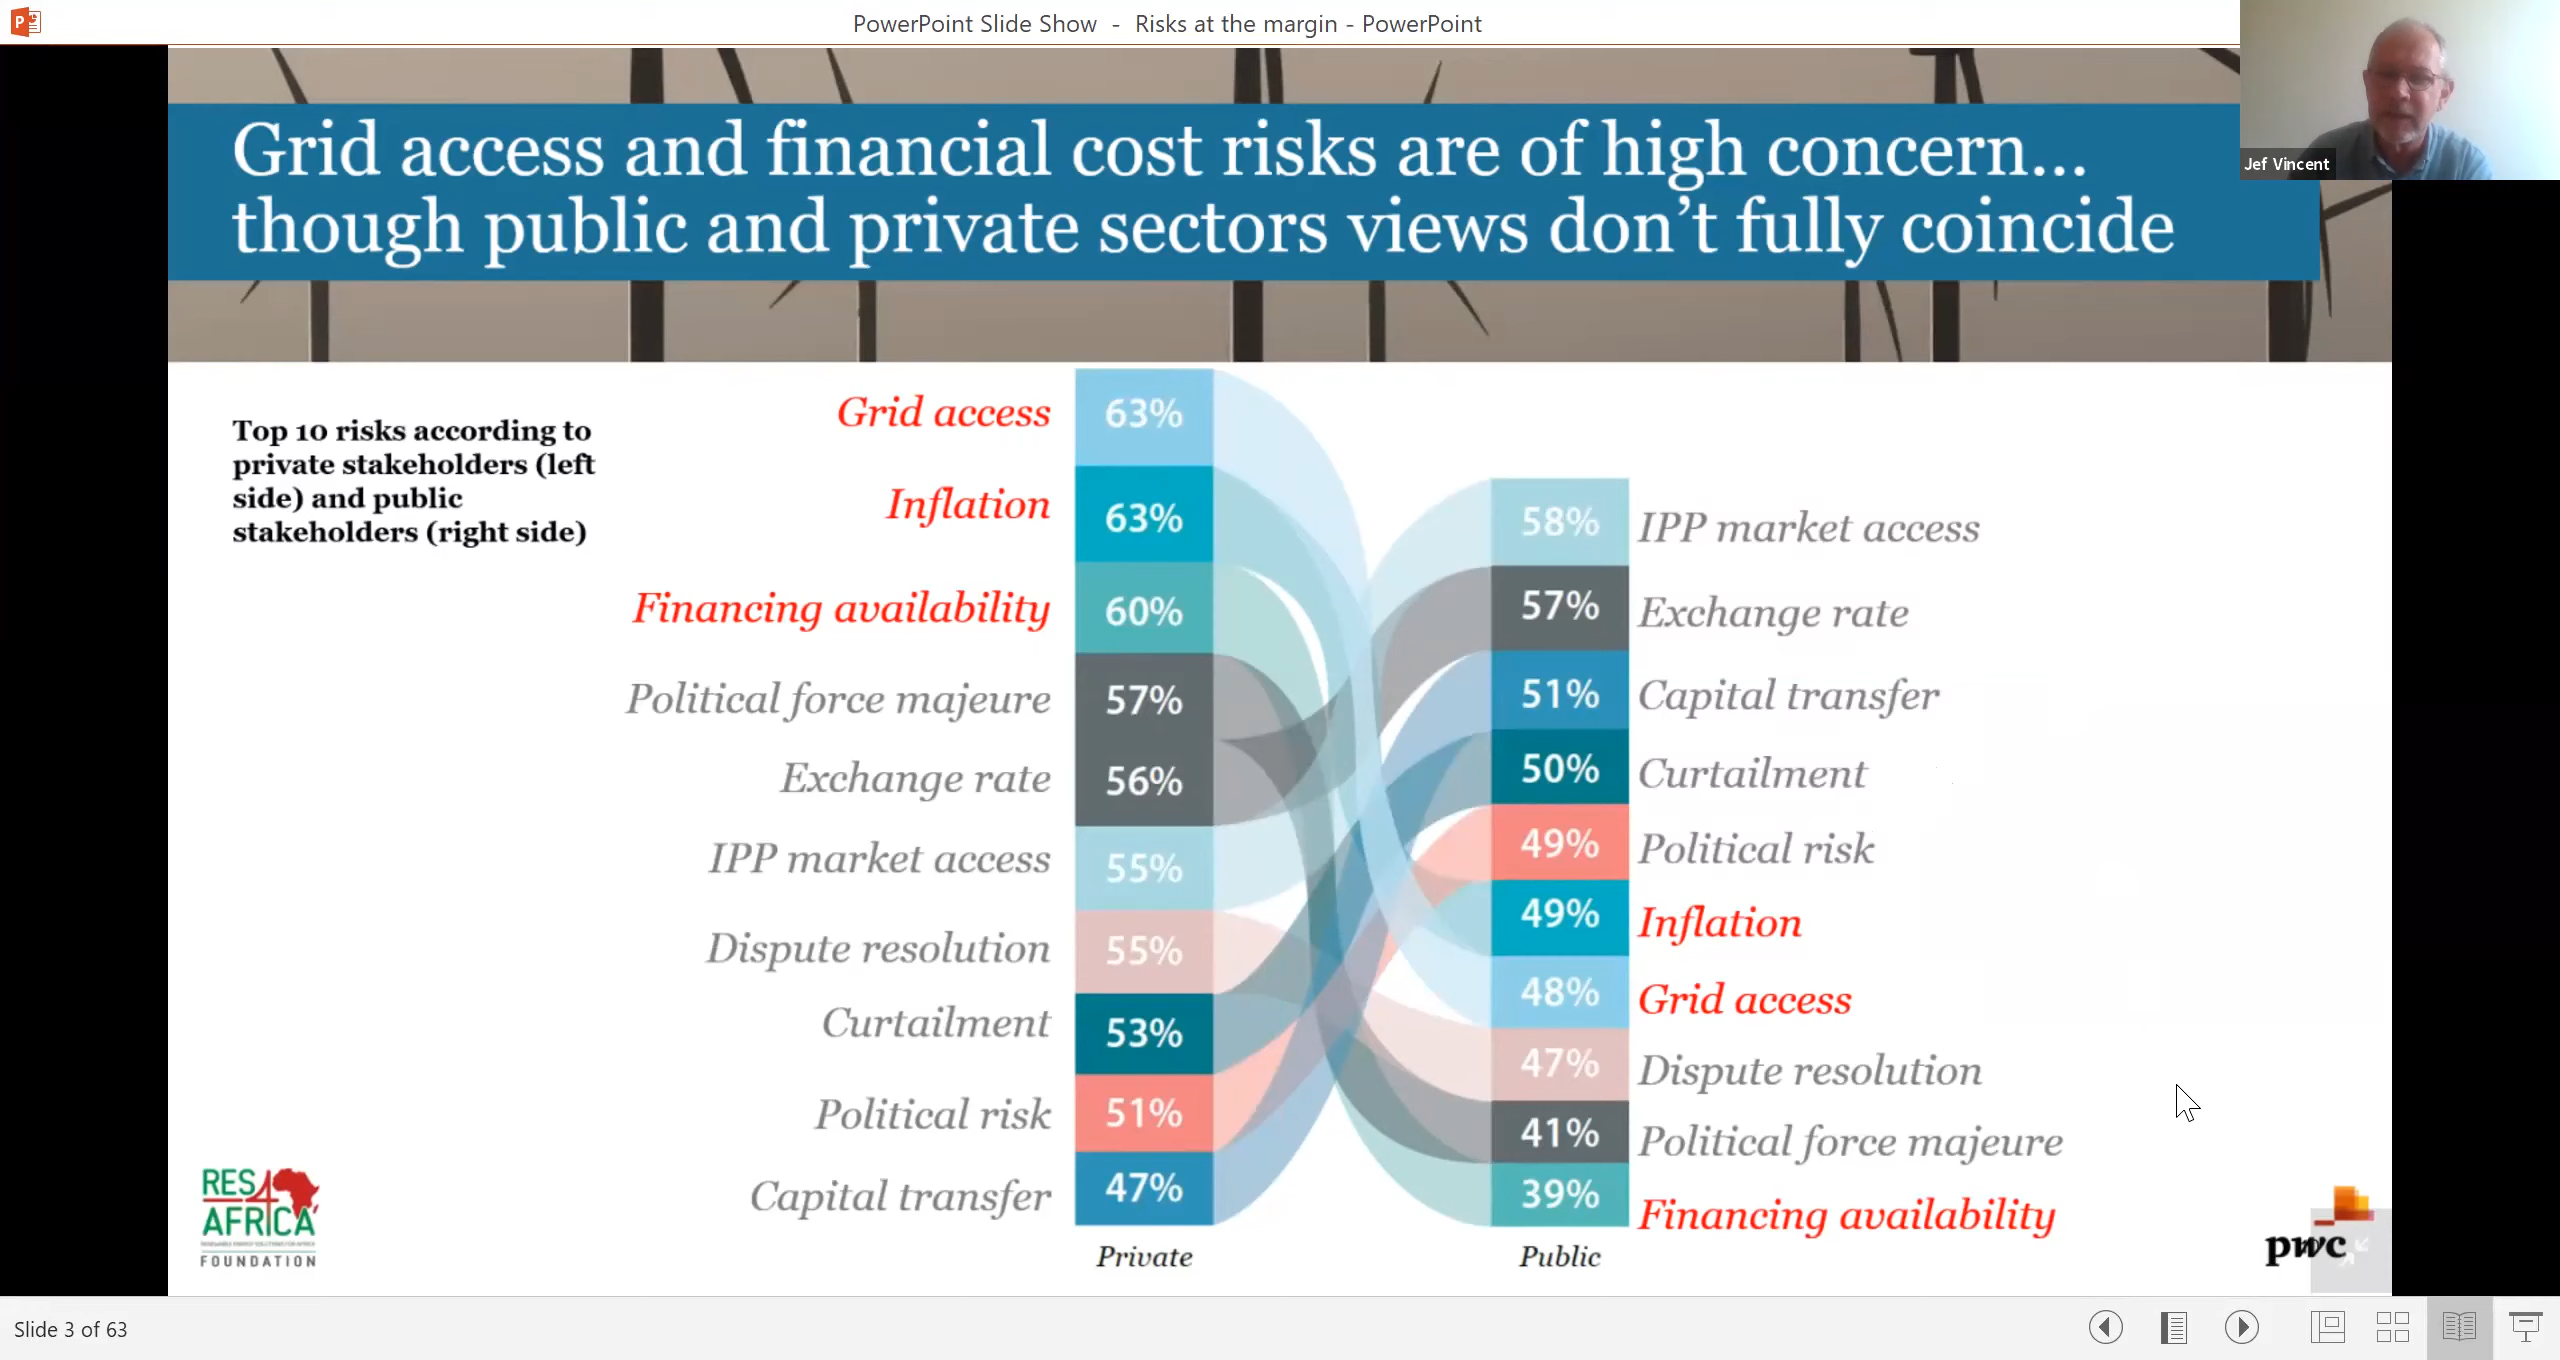 PowerPoint Slide Show - Risks at the margin - PowerPoint
Jef Vincent
Grid access and financial cost risks are of high concern...
though public and private sectors views don't fully coincide
Top 10 risks according to
private stakeholders (left
side) and public
stakeholders (right side)
Grid access 63%
Inflation 63%
Financing availability 60%
Political force majeure 57%
Exchange rate 56%
IPP market access 55%
Dispute resolution 55%
Curtailment 53%
Political risk 51%
Capital transfer 47%
Private
58% IPP market access
57% Exchange rate
51% Capital transfer
50% Curtailment
49% Political risk
49% Inflation
48% Grid access
47% Dispute resolution
41% Political force majeure
39% Financing availability
Public
RES4
AFRICA
FOUNDATION
pwc
Slide 3 of 63